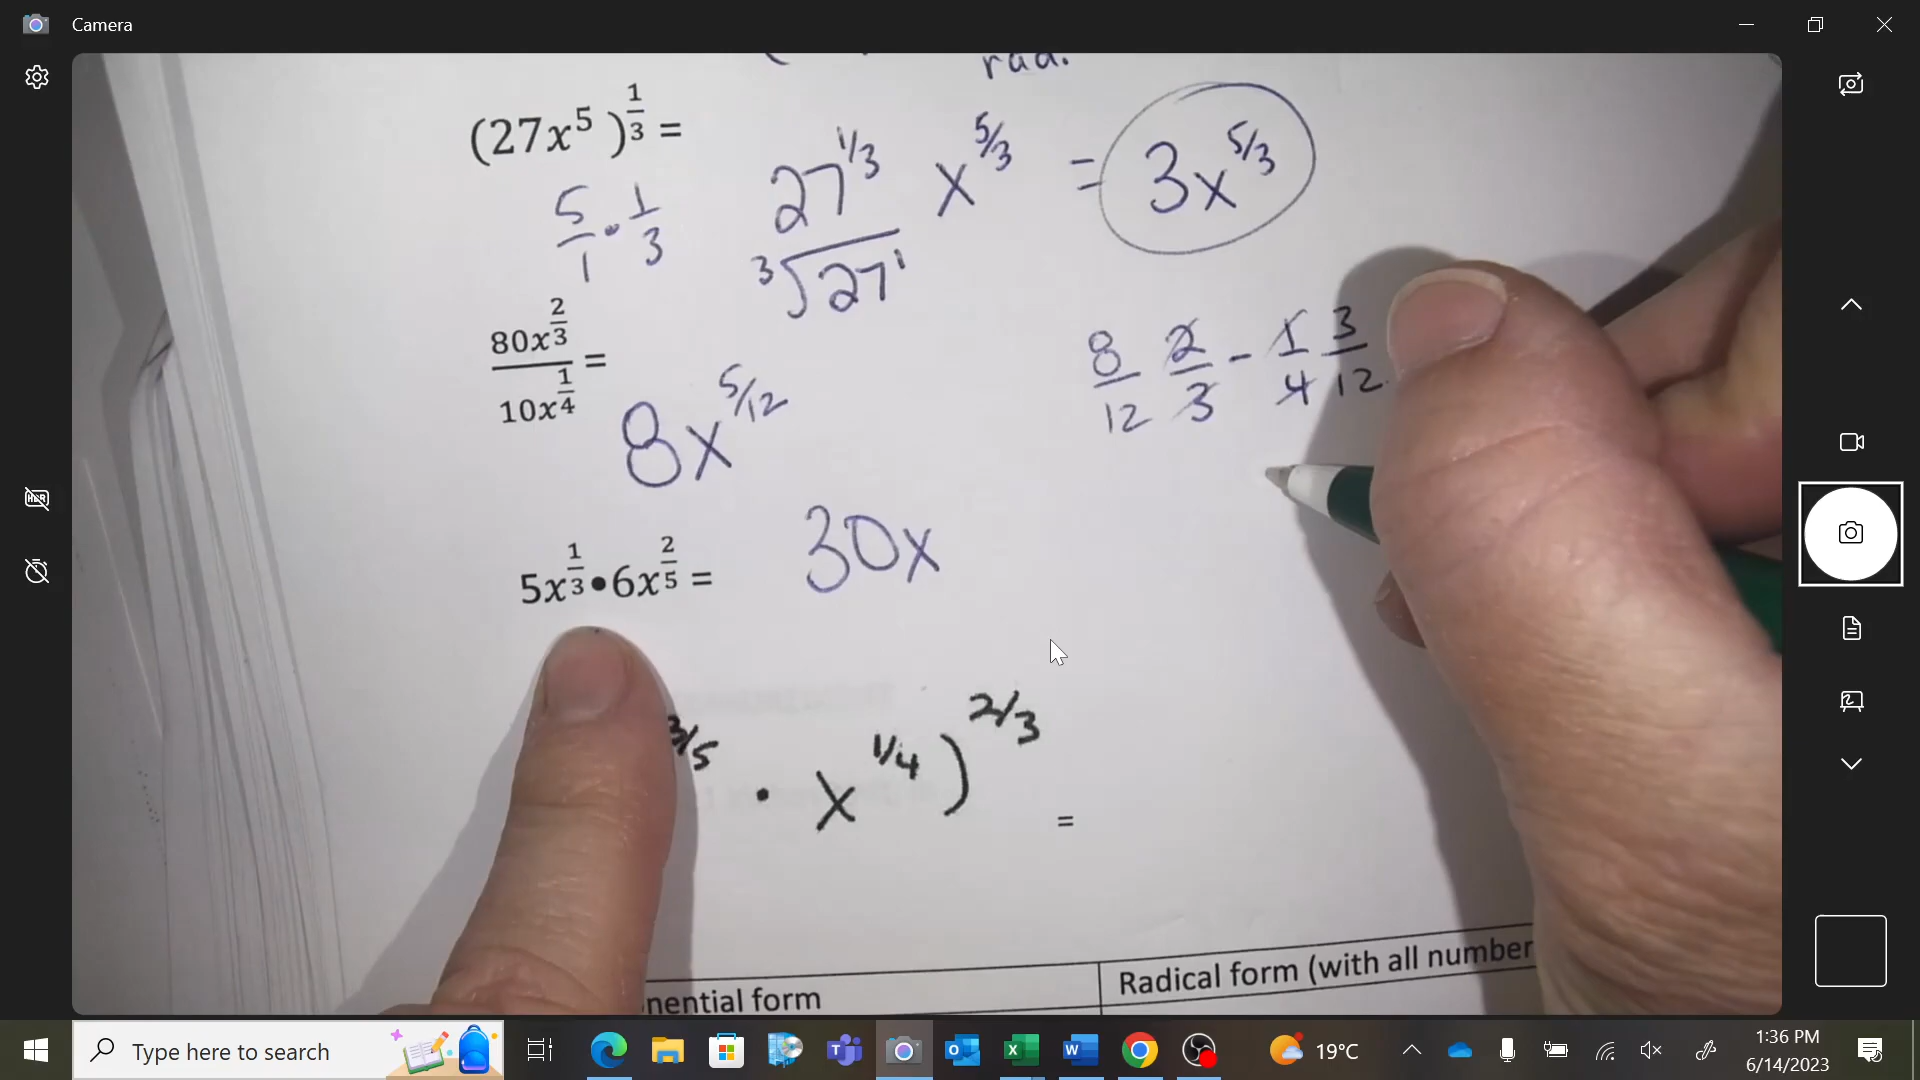 Camera
rad.
(27x^5)^{1/3} =
27^{1/3} x^{5/3} = 3x^{5/3}
5/1 · 1/3
∛27^1
80x^{2/3} / 10x^{1/4} =
8x^{5/12}
8/12 2/3 - 1/4 3/12
5x^{1/3} • 6x^{2/5} =
30x
3/5 · x^{1/4})^{2/3} =
nential form
Radical form (with all number
Type here to search
19°C
1:36 PM
6/14/2023